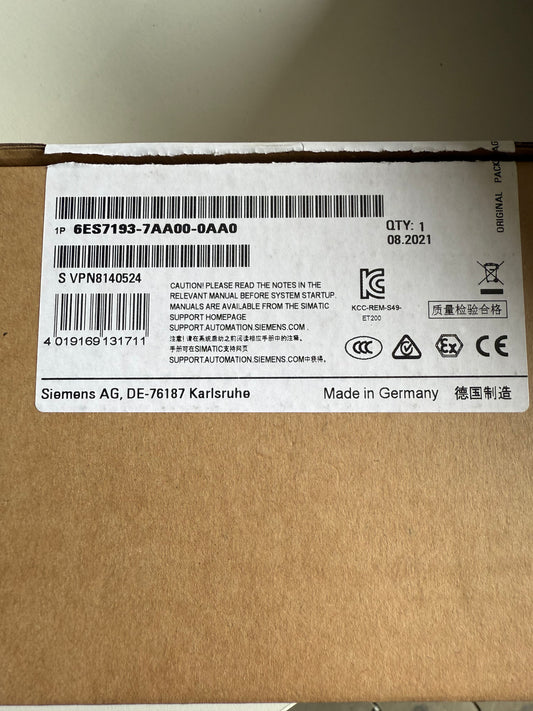 1P 6ES7193-7AA00-0AA0
QTY: 1
08.2021
ORIGINAL
S VPN8140524
CAUTION! PLEASE READ THE NOTES IN THE
RELEVANT MANUAL BEFORE SYSTEM STARTUP.
MANUALS ARE AVAILABLE FROM THE SIMATIC
SUPPORT HOMEPAGE
SUPPORT.AUTOMATION.SIEMENS.COM
注意!请在系统启动之前阅读相应手册中的注释。
手册可在SIMATIC支持网页
SUPPORT.AUTOMATION.SIEMENS.COM中获得。
KCC-REM-S49-
ET200
质量检验合格
CCC
Ex
CE
4 019169 131711
Siemens AG, DE-76187 Karlsruhe
Made in Germany 德国制造